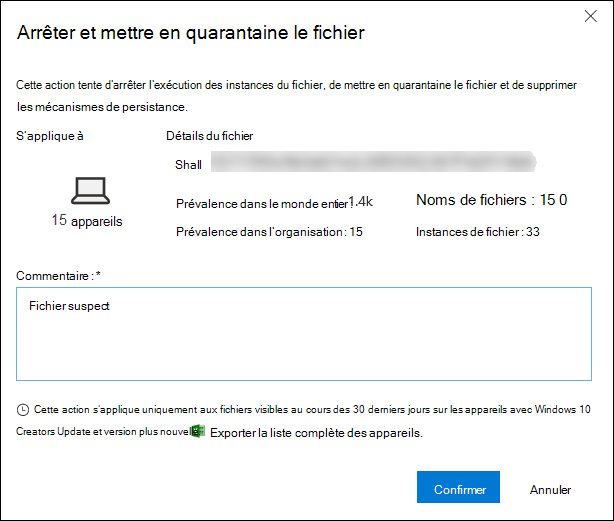 Arrêter et mettre en quarantaine le fichier
Cette action tente d'arrêter l'exécution des instances du fichier, de mettre en quarantaine le fichier et de supprimer
les mécanismes de persistance.
S'applique à
Détails du fichier
Shall
15 appareils
Prévalence dans le monde entier : 1.4k
Noms de fichiers : 15 0
Prévalence dans l'organisation : 15
Instances de fichier : 33
Commentaire : *
Fichier suspect
Cette action s'applique uniquement aux fichiers visibles au cours des 30 derniers jours sur les appareils avec Windows 10
Creators Update et version plus nouvel Exporter la liste complète des appareils.
Confirmer
Annuler